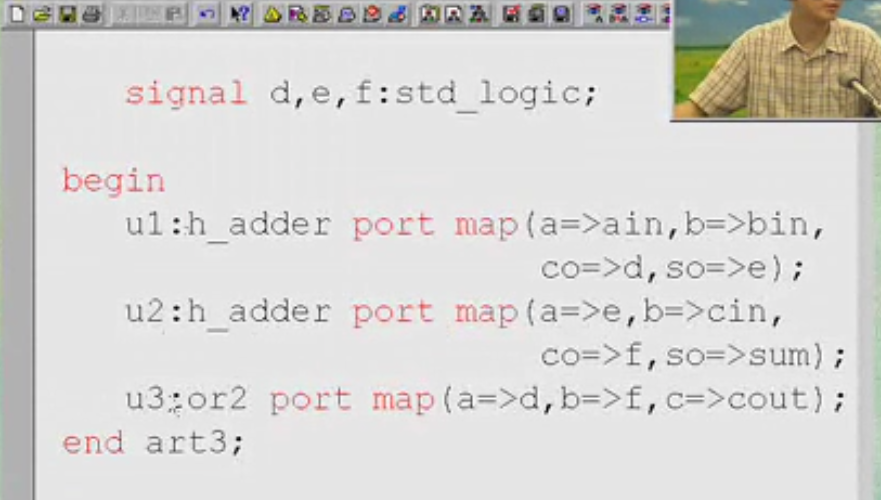 signal d,e,f:std_logic;
begin
u1:h_adder port map(a=>ain,b=>bin,
co=>d,so=>e);
u2:h_adder port map(a=>e,b=>cin,
co=>f,so=>sum);
u3:or2 port map(a=>d,b=>f,c=>cout);
end art3;